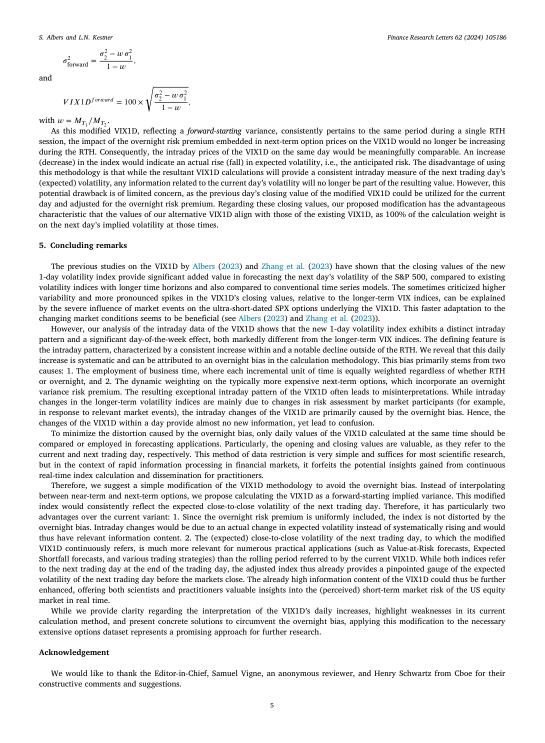 S. Albers and L.N. Kestner
Finance Research Letters 62 (2024) 105186
σ²_forward = (σ²₂ − w σ²₁) / (1 − w),
and
VIX1D^forward = 100 × √((σ²₂ − w σ²₁) / (1 − w)),
with w = M_T₁/M_T₂.
As this modified VIX1D, reflecting a forward-starting variance, consistently pertains to the same period during a single RTH
session, the impact of the overnight risk premium embedded in next-term option prices on the VIX1D would no longer be increasing
during the RTH. Consequently, the intraday prices of the VIX1D on the same day would be meaningfully comparable. An increase
(decrease) in the index would indicate an actual rise (fall) in expected volatility, i.e., the anticipated risk. The disadvantage of using
this methodology is that while the resultant VIX1D calculations will provide a consistent intraday measure of the next trading day's
(expected) volatility, any information related to the current day's volatility will no longer be part of the resulting value. However, this
potential drawback is of limited concern, as the previous day's closing value of the modified VIX1D could be utilized for the current
day and adjusted for the overnight risk premium. Regarding these closing values, our proposed modification has the advantageous
characteristic that the values of our alternative VIX1D align with those of the existing VIX1D, as 100% of the calculation weight is
on the next day's implied volatility at those times.
5. Concluding remarks
The previous studies on the VIX1D by Albers (2023) and Zhang et al. (2023) have shown that the closing values of the new
1-day volatility index provide significant added value in forecasting the next day's volatility of the S&P 500, compared to existing
volatility indices with longer time horizons and also compared to conventional time series models. The sometimes criticized higher
variability and more pronounced spikes in the VIX1D's closing values, relative to the longer-term VIX indices, can be explained
by the severe influence of market events on the ultra-short-dated SPX options underlying the VIX1D. This faster adaptation to the
changing market conditions seems to be beneficial (see Albers (2023) and Zhang et al. (2023)).
However, our analysis of the intraday data of the VIX1D shows that the new 1-day volatility index exhibits a distinct intraday
pattern and a significant day-of-the-week effect, both markedly different from the longer-term VIX indices. The defining feature is
the intraday pattern, characterized by a consistent increase within and a notable decline outside of the RTH. We reveal that this daily
increase is systematic and can be attributed to an overnight bias in the calculation methodology. This bias primarily stems from two
causes: 1. The employment of business time, where each incremental unit of time is equally weighted regardless of whether RTH
or overnight, and 2. The dynamic weighting on the typically more expensive next-term options, which incorporate an overnight
variance risk premium. The resulting exceptional intraday pattern of the VIX1D often leads to misinterpretations. While intraday
changes in the longer-term volatility indices are mainly due to changes in risk assessment by market participants (for example,
in response to relevant market events), the intraday changes of the VIX1D are primarily caused by the overnight bias. Hence, the
changes of the VIX1D within a day provide almost no new information, yet lead to confusion.
To minimize the distortion caused by the overnight bias, only daily values of the VIX1D calculated at the same time should be
compared or employed in forecasting applications. Particularly, the opening and closing values are valuable, as they refer to the
current and next trading day, respectively. This method of data restriction is very simple and suffices for most scientific research,
but in the context of rapid information processing in financial markets, it forfeits the potential insights gained from continuous
real-time index calculation and dissemination for practitioners.
Therefore, we suggest a simple modification of the VIX1D methodology to avoid the overnight bias. Instead of interpolating
between near-term and next-term options, we propose calculating the VIX1D as a forward-starting implied variance. This modified
index would consistently reflect the expected close-to-close volatility of the next trading day. Therefore, the index has particularly two
advantages over the current variant: 1. Since the overnight risk premium is uniformly included, the index is not distorted by the
overnight bias. Intraday changes would be due to an actual change in expected volatility instead of systematically rising and would
thus have relevant information content. 2. The (expected) close-to-close volatility of the next trading day, to which the modified
VIX1D continuously refers, is much more relevant for numerous practical applications (such as Value-at-Risk forecasts, Expected
Shortfall forecasts, and various trading strategies) than the rolling period referred to by the current VIX1D. While both indices refer
to the next trading day at the end of the trading day, the adjusted index thus already provides a pinpointed gauge of the expected
volatility of the next trading day before the markets close. The already high information content of the VIX1D could thus be further
enhanced, offering both scientists and practitioners valuable insights into the (perceived) short-term market risk of the US equity
market in real time.
While we provide clarity regarding the interpretation of the VIX1D's daily increases, highlight weaknesses in its current
calculation method, and present concrete solutions to circumvent the overnight bias, applying this modification to the necessary
extensive options dataset represents a promising approach for further research.
Acknowledgement
We would like to thank the Editor-in-Chief, Samuel Vigne, an anonymous reviewer, and Henry Schwartz from Cboe for their
constructive comments and suggestions.
5